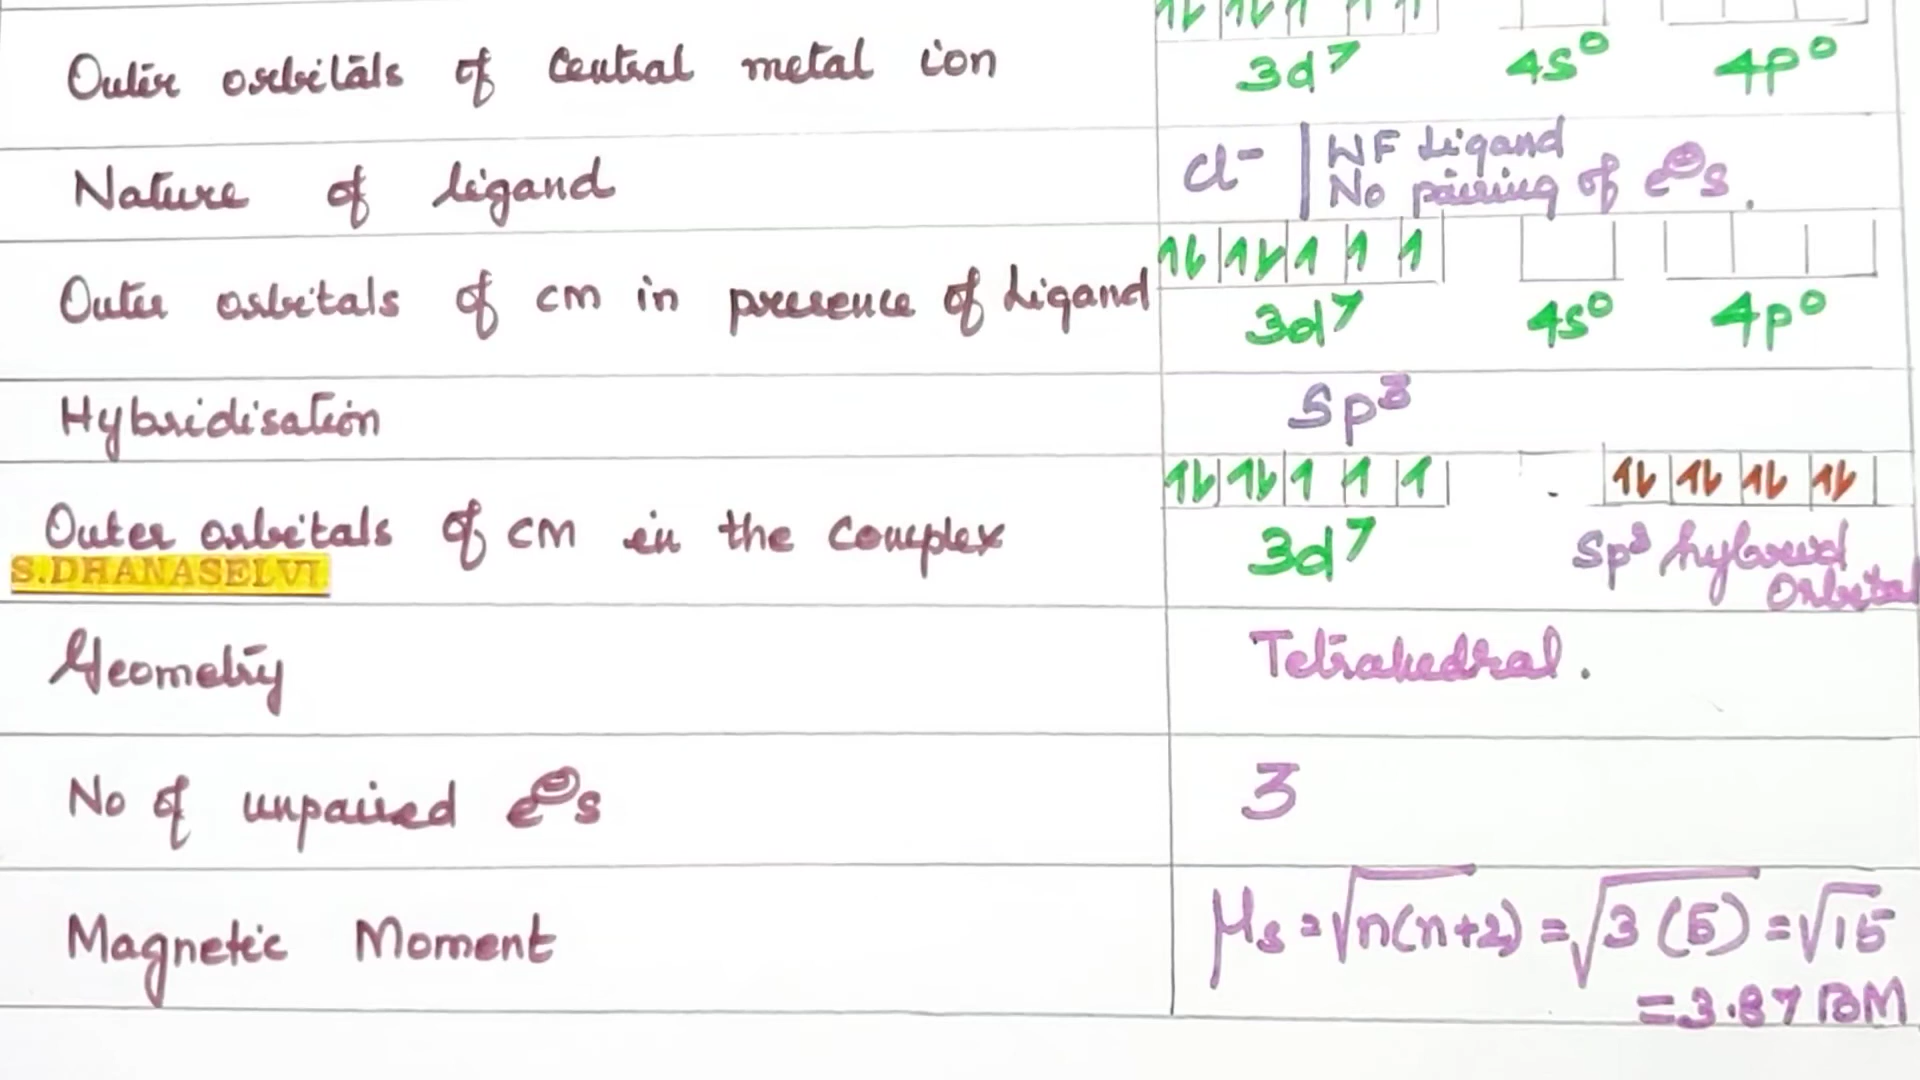 Outer orbitals of Central metal ion
3d⁷ 4s⁰ 4p⁰
Nature of ligand
Cl⁻ | WF Ligand
No pairing of e⊖s.
Outer orbitals of CM in presence of Ligand
3d⁷ 4s⁰ 4p⁰
Hybridisation
Sp³
Outer orbitals of CM in the Complex
3d⁷
Sp³ hybrid
Orbital
S.DHANASELVI
Geometry
Tetrahedral.
No of unpaired e⊖s
3
Magnetic Moment
μs = √n(n+2) = √3(5) = √15
= 3.87 BM